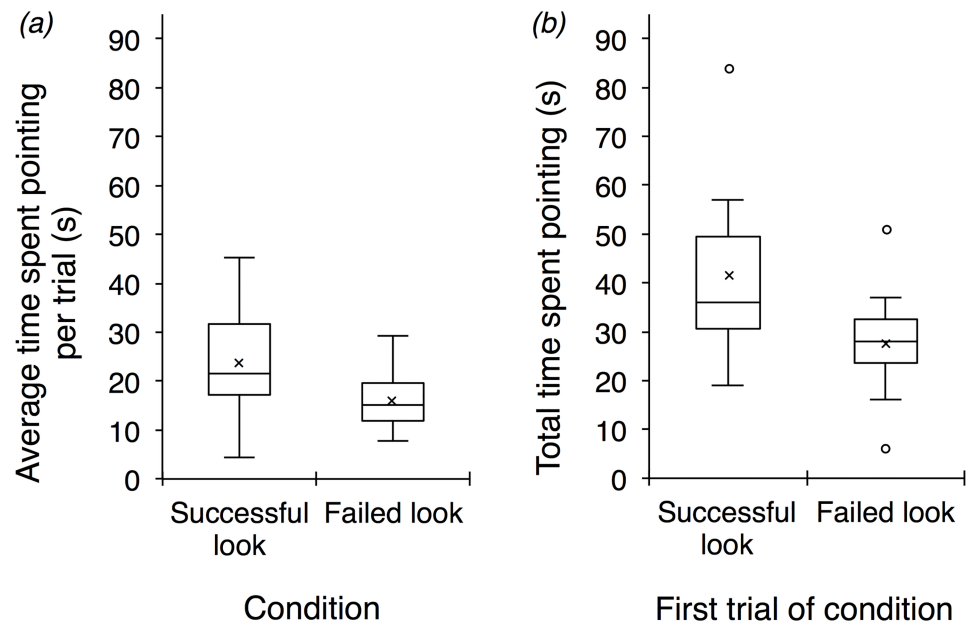 (a)
Average time spent pointing
per trial (s)
90
80
70
60
50
40
30
20
10
0
Successful
look
Failed look
Condition
(b)
Total time spent pointing (s)
90
80
70
60
50
40
30
20
10
0
Successful
look
Failed look
First trial of condition